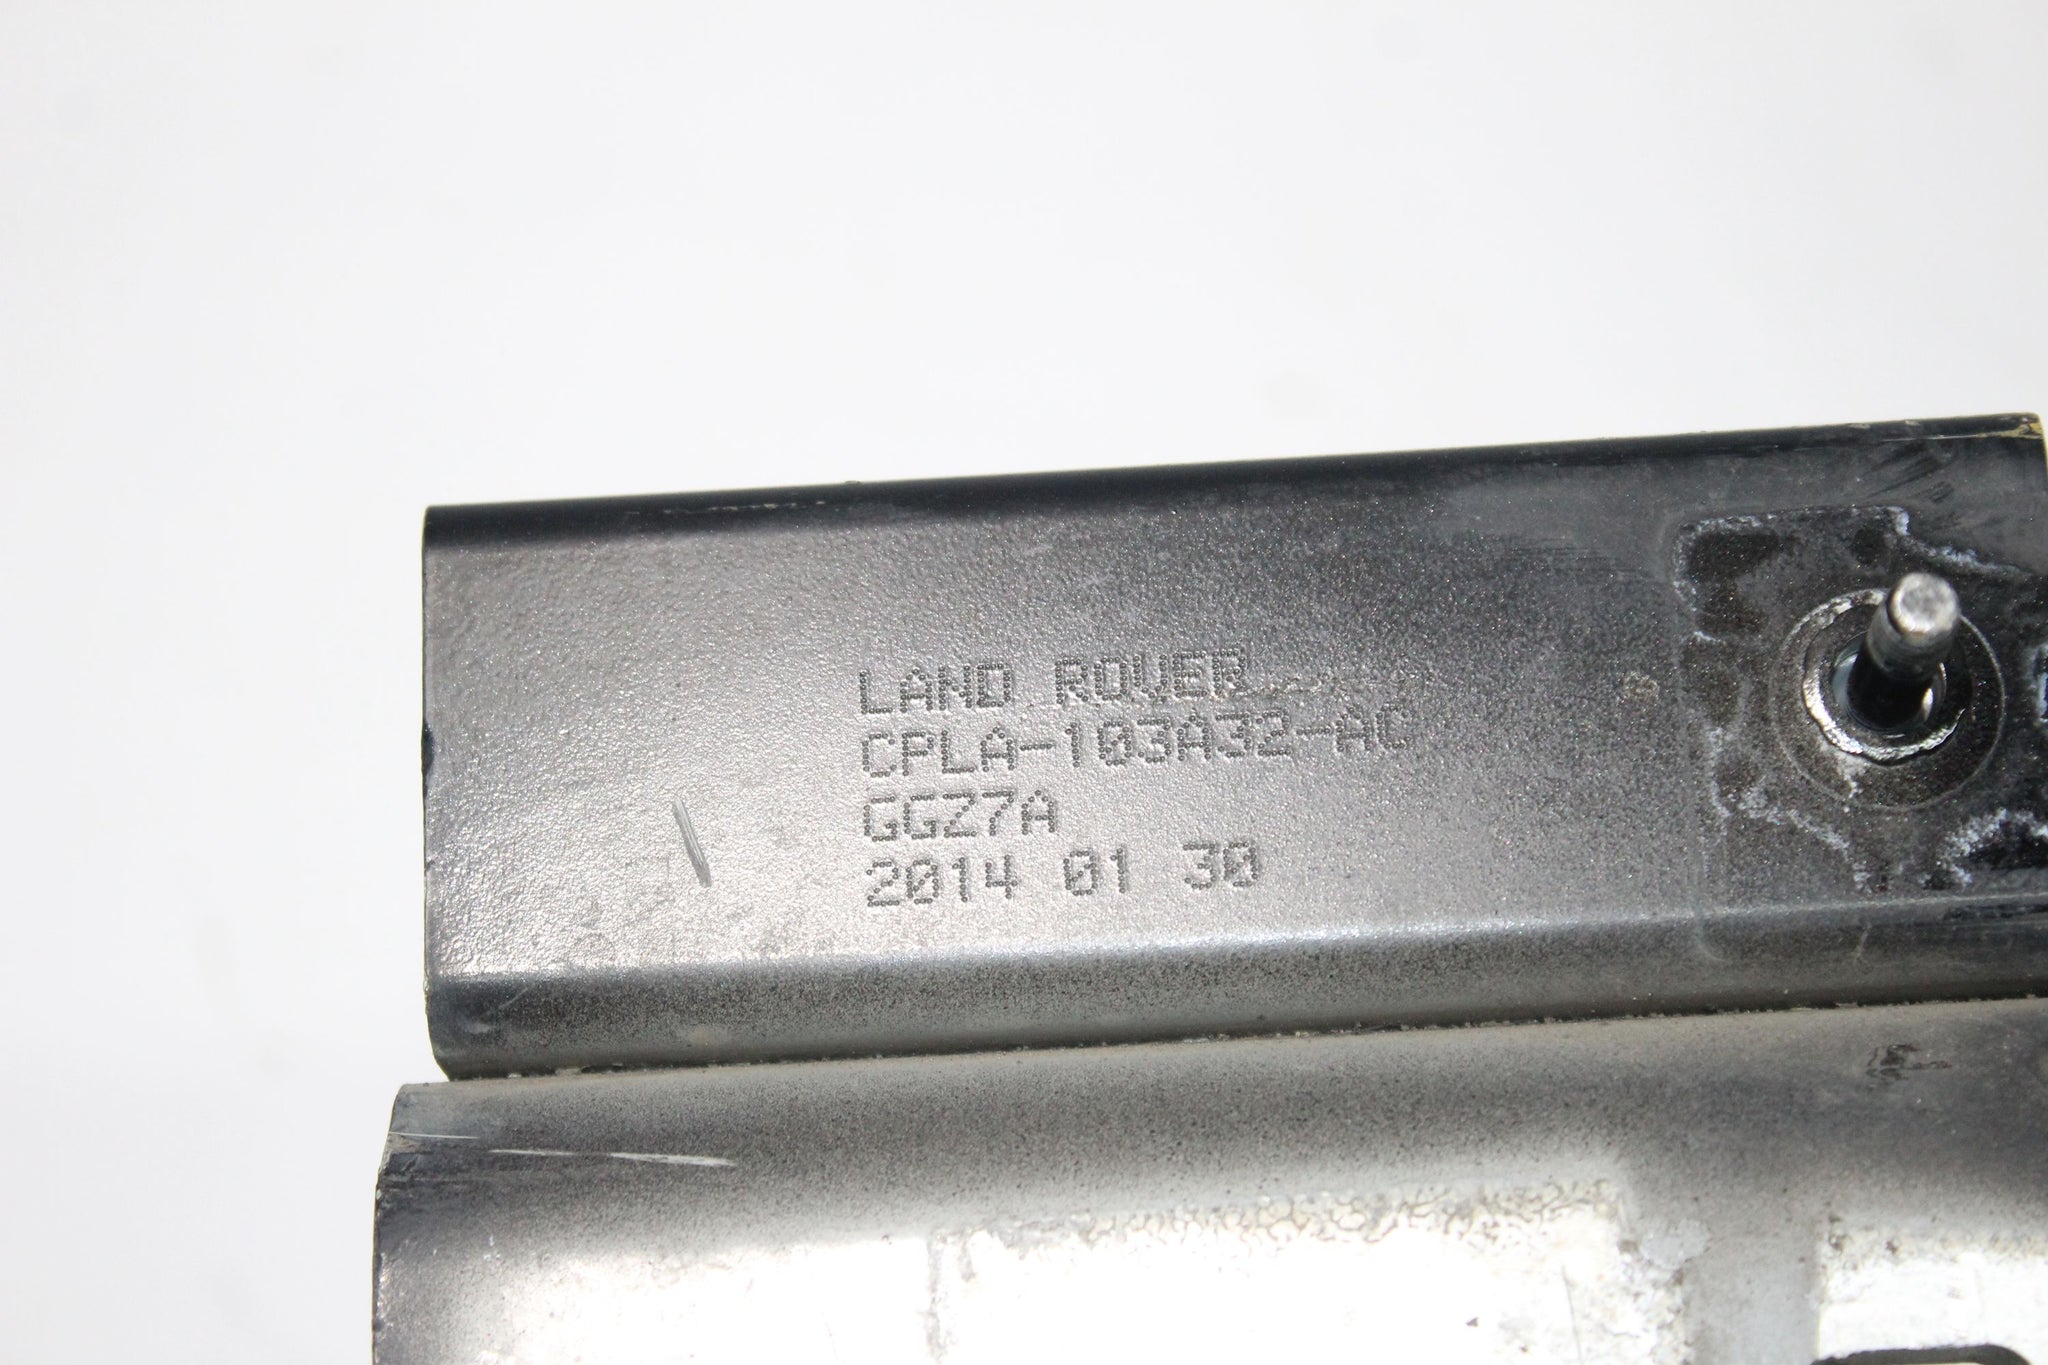 LAND ROVER
CPLA-103A32-AC
GGZ7A
2014 01 30